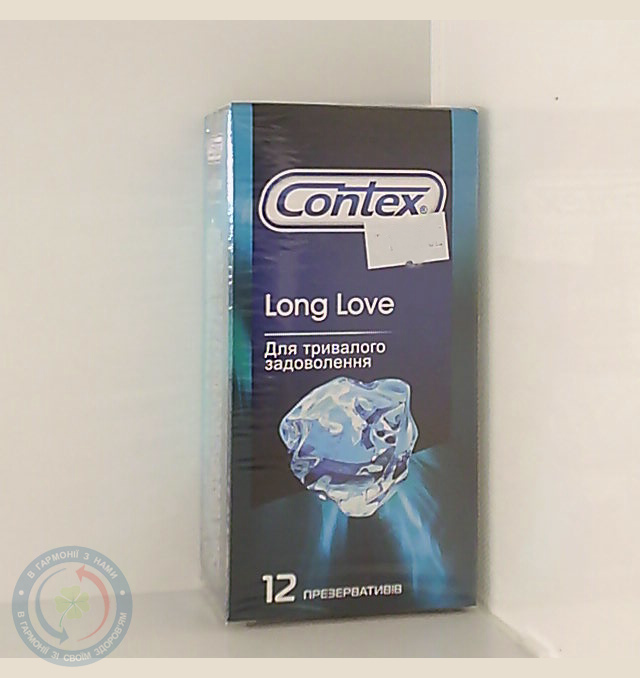 Contex®
Long Love
Для тривалого
задоволення
12 ПРЕЗЕРВАТИВІВ
В ГАРМОНІЇ З НАМИ
В ГАРМОНІЇ ЗІ СВОЇМ ЗДОРОВ'ЯМ